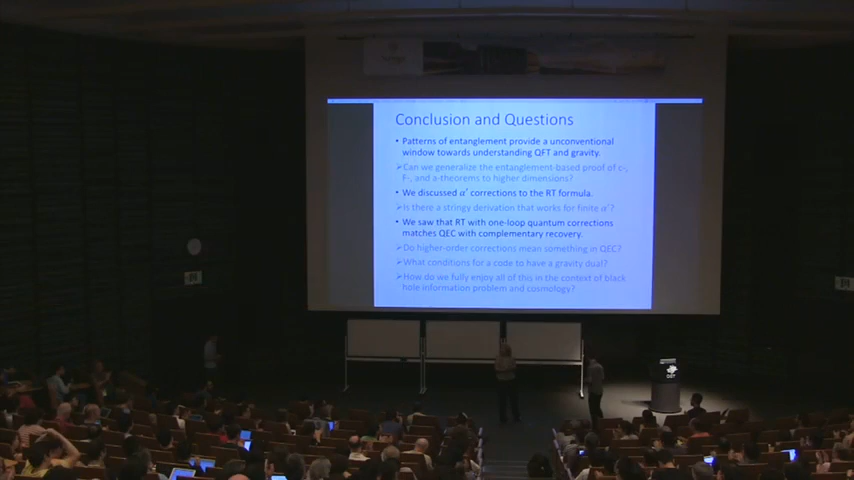 Conclusion and Questions
• Patterns of entanglement provide a unconventional
window towards understanding QFT and gravity.
➢Can we generalize the entanglement-based proof of c-,
F-, and a-theorems to higher dimensions?
• We discussed α′ corrections to the RT formula.
➢Is there a stringy derivation that works for finite α′?
• We saw that RT with one-loop quantum corrections
matches QEC with complementary recovery.
➢Do higher-order corrections mean something in QEC?
➢What conditions for a code to have a gravity dual?
➢How do we fully enjoy all of this in the context of black
hole information problem and cosmology?